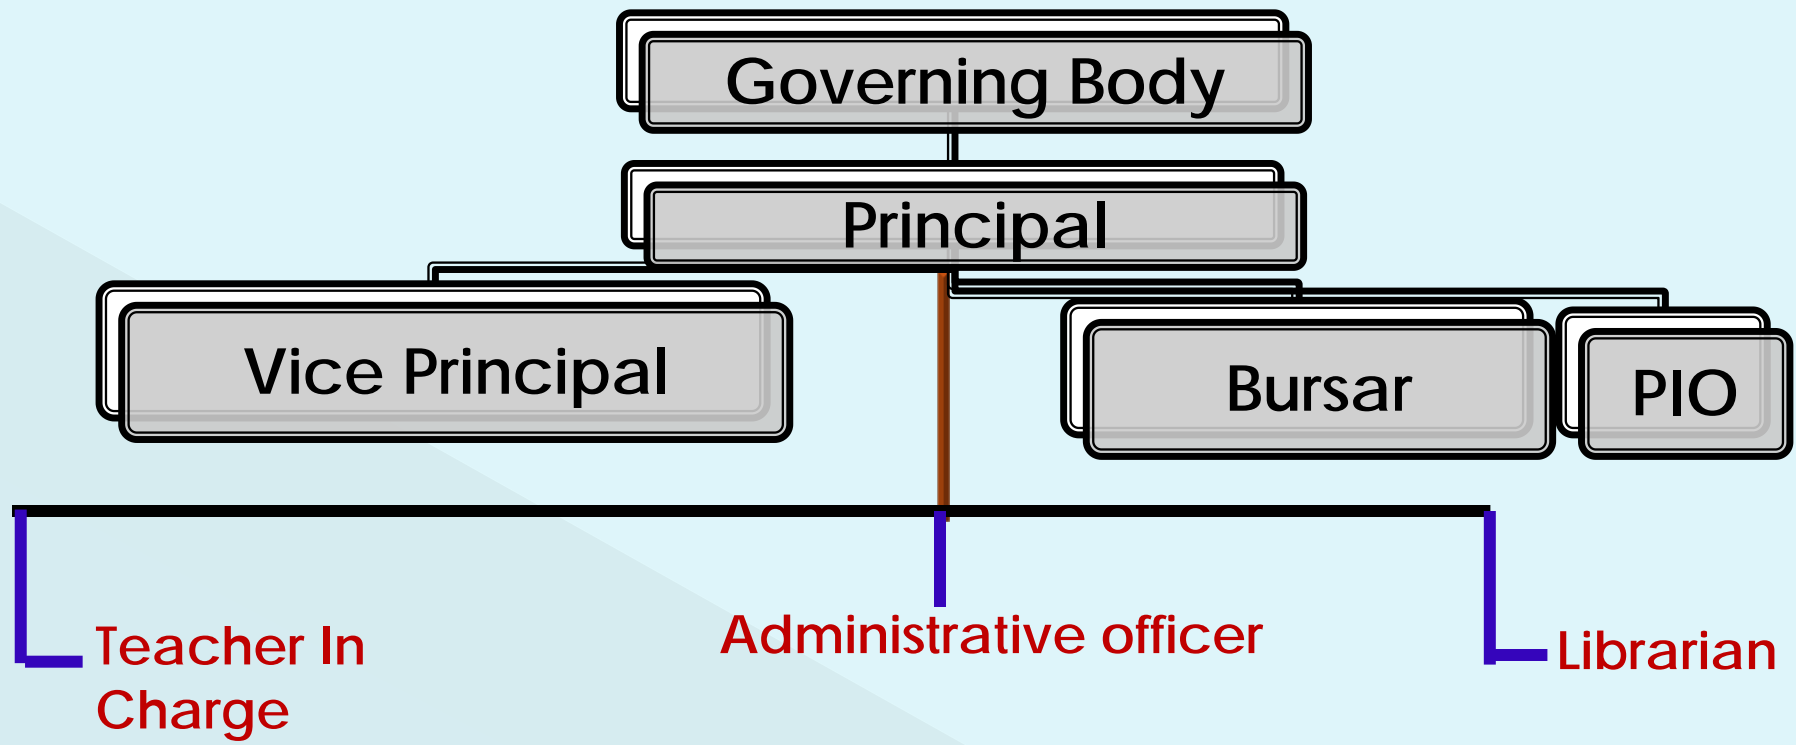 Governing Body
Principal
Vice Principal
Bursar
PIO
Teacher In
Charge
Administrative officer
Librarian